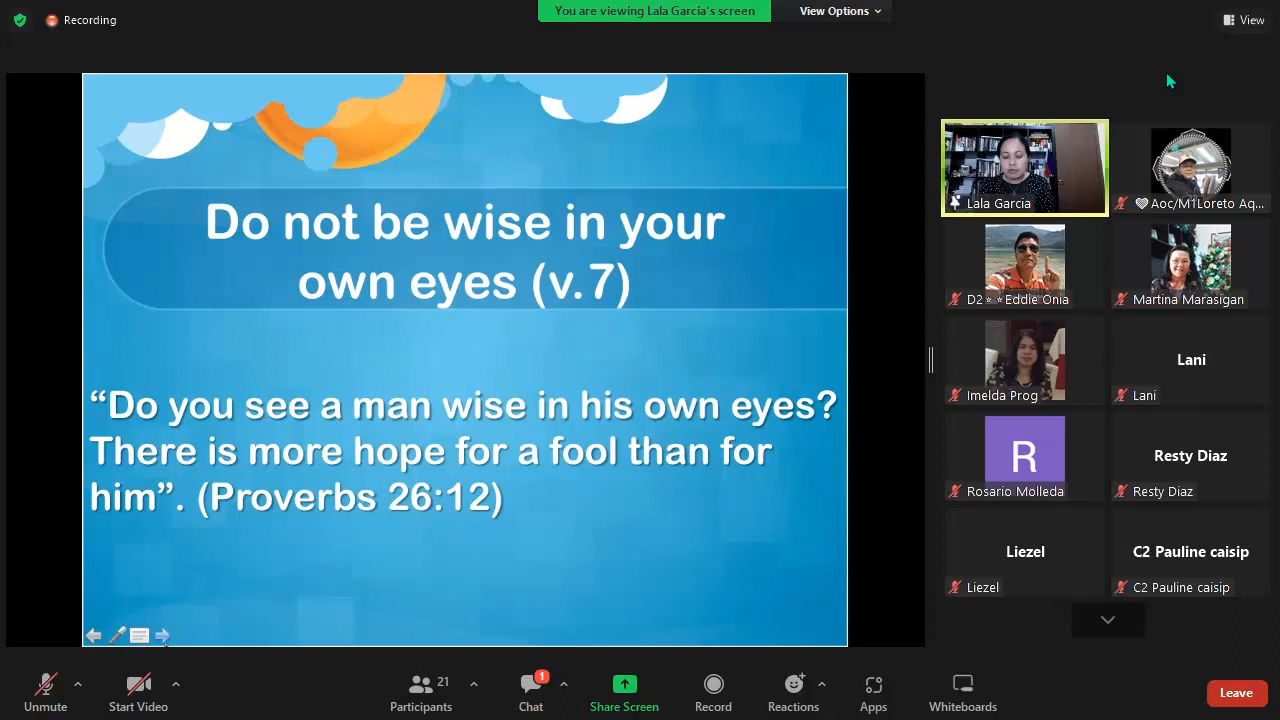 Recording
You are viewing Lala Garcia's screen
View Options
View
Do not be wise in your
own eyes (v.7)
“Do you see a man wise in his own eyes?
There is more hope for a fool than for
him”. (Proverbs 26:12)
Lala Garcia
Aoc/M1Loreto Aq...
D2**Eddie Onia
Martina Marasigan
Imelda Prog
Lani
Lani
R
Rosario Molleda
Resty Diaz
Resty Diaz
Liezel
Liezel
C2 Pauline caisip
C2 Pauline caisip
Unmute
Start Video
21
Participants
1
Chat
Share Screen
Record
Reactions
Apps
Whiteboards
Leave